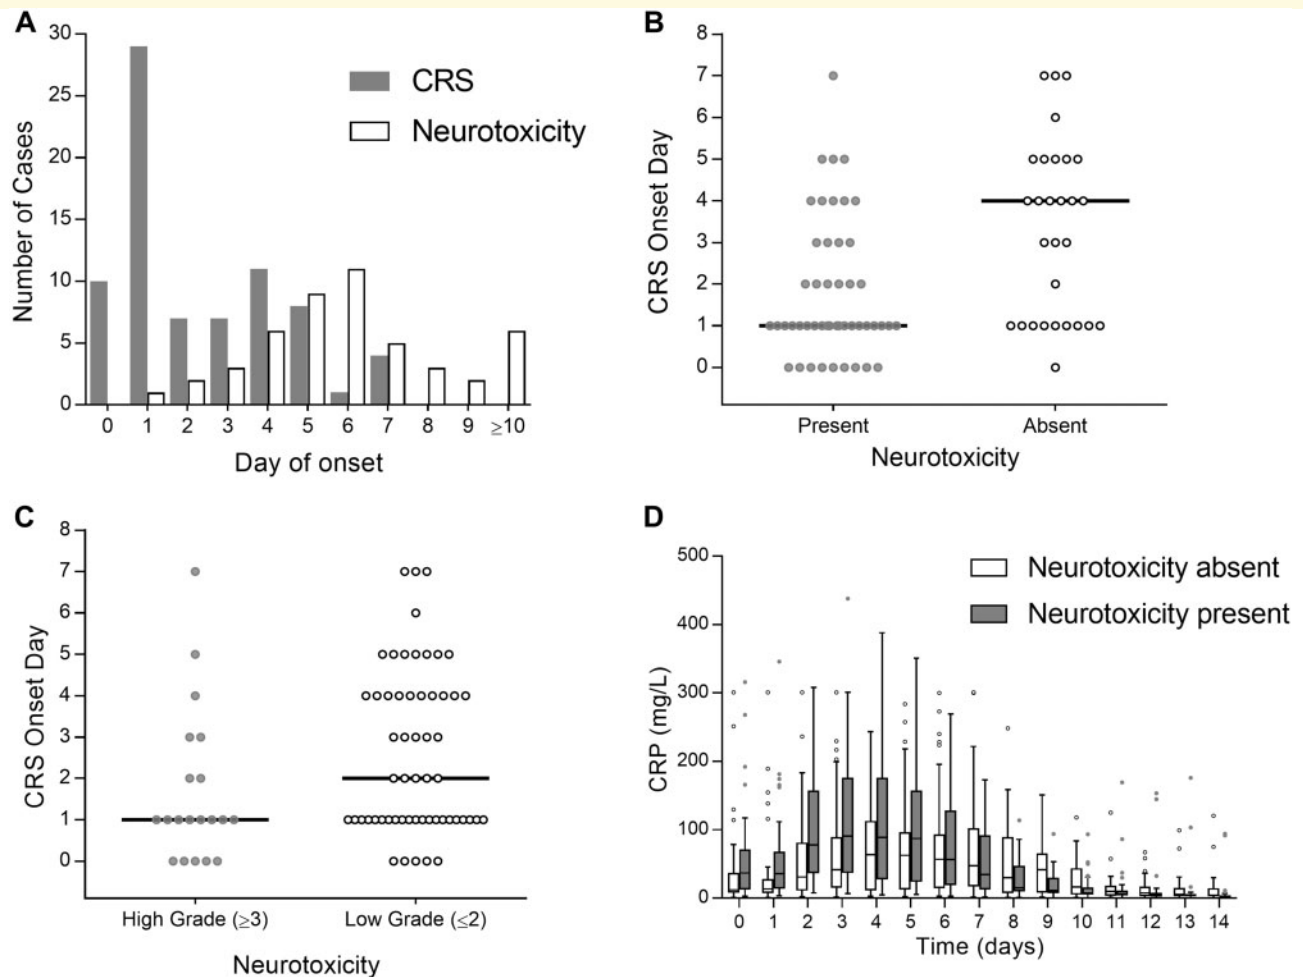 A
Number of Cases
30
25
20
15
10
5
0
CRS
Neurotoxicity
0 1 2 3 4 5 6 7 8 9 ≥10
Day of onset
B
CRS Onset Day
8
7
6
5
4
3
2
1
0
Present Absent
Neurotoxicity
C
CRS Onset Day
8
7
6
5
4
3
2
1
0
High Grade (≥3) Low Grade (≤2)
Neurotoxicity
D
CRP (mg/L)
500
400
300
200
100
0
Neurotoxicity absent
Neurotoxicity present
0 1 2 3 4 5 6 7 8 9 10 11 12 13 14
Time (days)